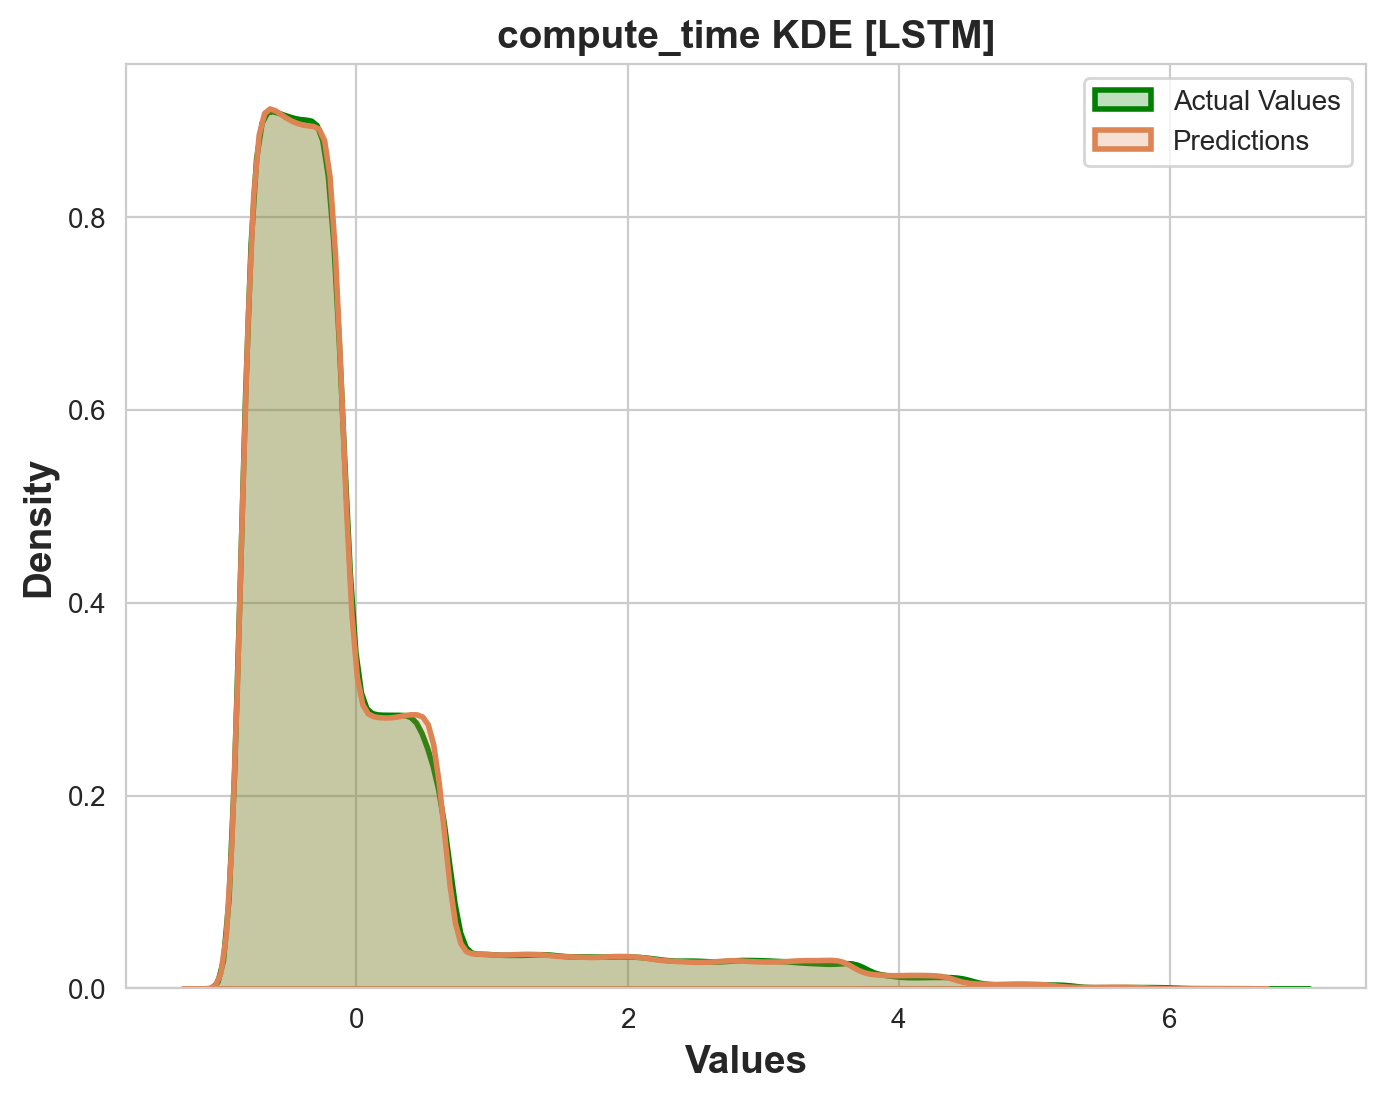 compute_time KDE [LSTM]
Actual Values
Predictions
0.8
0.6
0.4
0.2
0.0
Density
0 2 4 6
Values